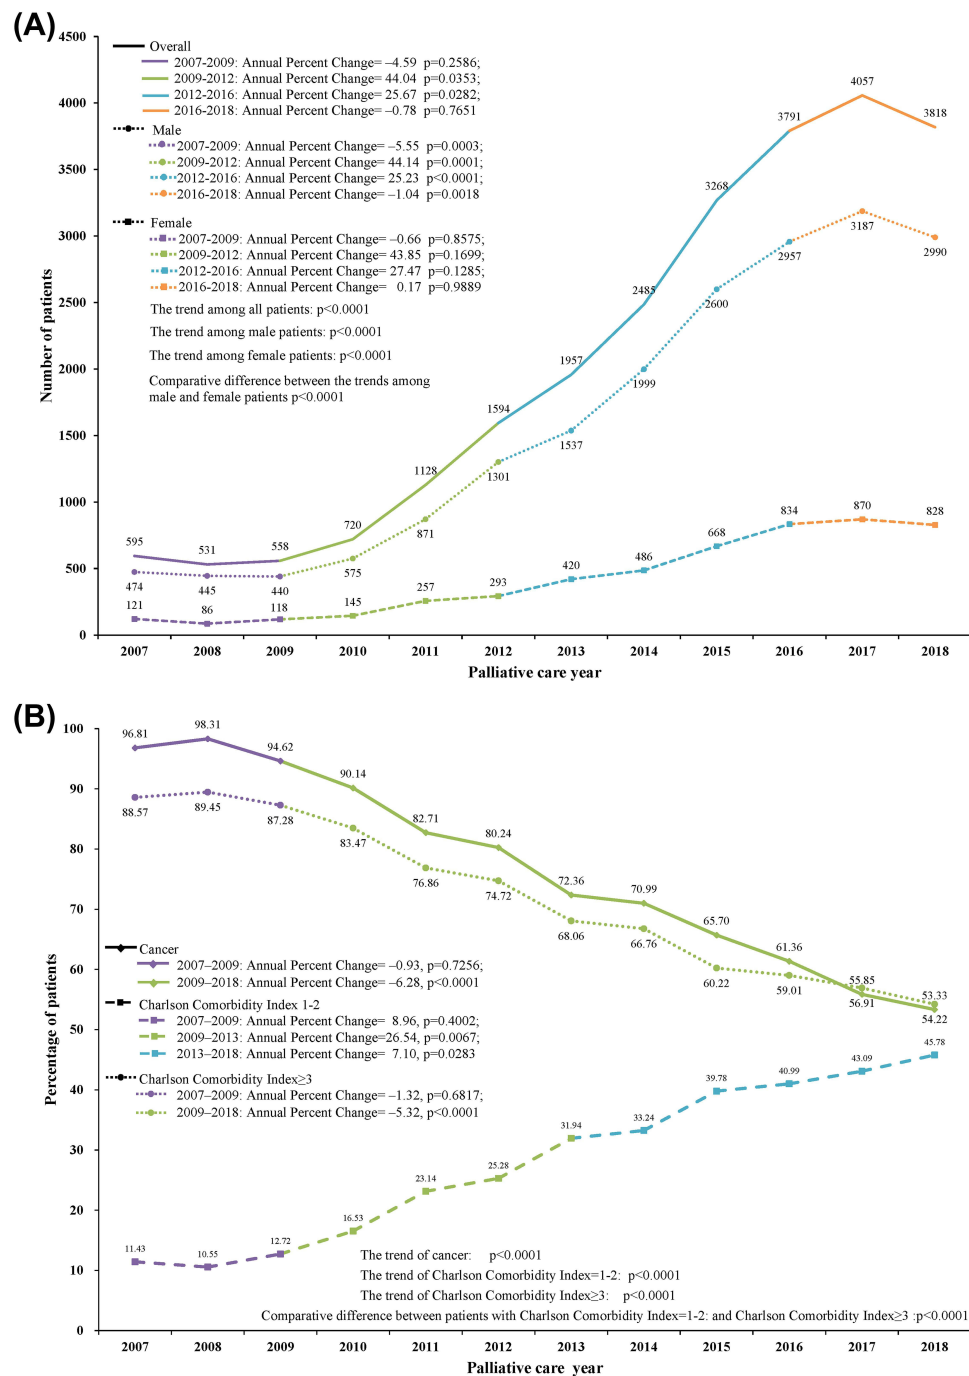 (A)
4500
4000
3500
3000
2500
2000
1500
1000
500
0
Number of patients
Overall
2007-2009: Annual Percent Change= –4.59 p=0.2586;
2009-2012: Annual Percent Change= 44.04 p=0.0353;
2012-2016: Annual Percent Change= 25.67 p=0.0282;
2016-2018: Annual Percent Change= –0.78 p=0.7651
Male
2007-2009: Annual Percent Change= –5.55 p=0.0003;
2009-2012: Annual Percent Change= 44.14 p=0.0001;
2012-2016: Annual Percent Change= 25.23 p<0.0001;
2016-2018: Annual Percent Change= –1.04 p=0.0018
Female
2007-2009: Annual Percent Change= –0.66 p=0.8575;
2009-2012: Annual Percent Change= 43.85 p=0.1699;
2012-2016: Annual Percent Change= 27.47 p=0.1285;
2016-2018: Annual Percent Change= 0.17 p=0.9889
The trend among all patients: p<0.0001
The trend among male patients: p<0.0001
The trend among female patients: p<0.0001
Comparative difference between the trends among
male and female patients p<0.0001
595 531 558 720 1128 1594 1957 2485 3268 3791 4057 3818
474 445 440 575 871 1301 1537 1999 2600 2957 3187 2990
121 86 118 145 257 293 420 486 668 834 870 828
2007 2008 2009 2010 2011 2012 2013 2014 2015 2016 2017 2018
Palliative care year
(B)
100
90
80
70
60
50
40
30
20
10
0
Percentage of patients
96.81 98.31 94.62 90.14 82.71 80.24 72.36 70.99 65.70 61.36 55.85 53.33
88.57 89.45 87.28 83.47 76.86 74.72 68.06 66.76 60.22 59.01 56.91 54.22
Cancer
2007–2009: Annual Percent Change= –0.93, p=0.7256;
2009–2018: Annual Percent Change= –6.28, p<0.0001
Charlson Comorbidity Index 1-2
2007–2009: Annual Percent Change= 8.96, p=0.4002;
2009–2013: Annual Percent Change=26.54, p=0.0067;
2013–2018: Annual Percent Change= 7.10, p=0.0283
Charlson Comorbidity Index≥3
2007–2009: Annual Percent Change= –1.32, p=0.6817;
2009–2018: Annual Percent Change= –5.32, p<0.0001
11.43 10.55 12.72 16.53 23.14 25.28 31.94 33.24 39.78 40.99 43.09 45.78
The trend of cancer: p<0.0001
The trend of Charlson Comorbidity Index=1-2: p<0.0001
The trend of Charlson Comorbidity Index≥3: p<0.0001
Comparative difference between patients with Charlson Comorbidity Index=1-2: and Charlson Comorbidity Index≥3 :p<0.0001
2007 2008 2009 2010 2011 2012 2013 2014 2015 2016 2017 2018
Palliative care year